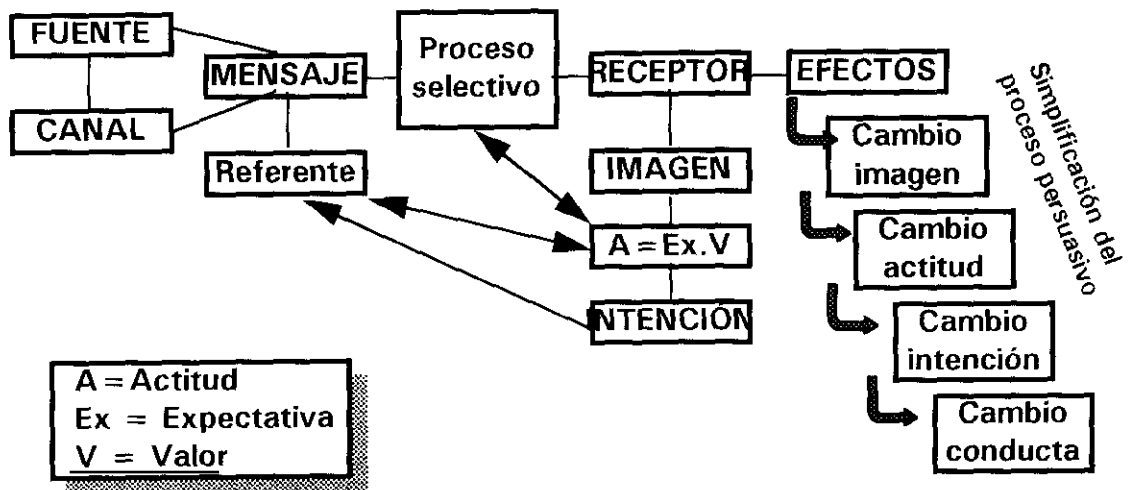 FUENTE
CANAL
MENSAJE
Referente
Proceso
selectivo
RECEPTOR
IMAGEN
A = Ex.V
INTENCIÓN
EFECTOS
Cambio
imagen
Cambio
actitud
Cambio
intención
Cambio
conducta
Simplificación del
proceso persuasivo
A = Actitud
Ex = Expectativa
V = Valor